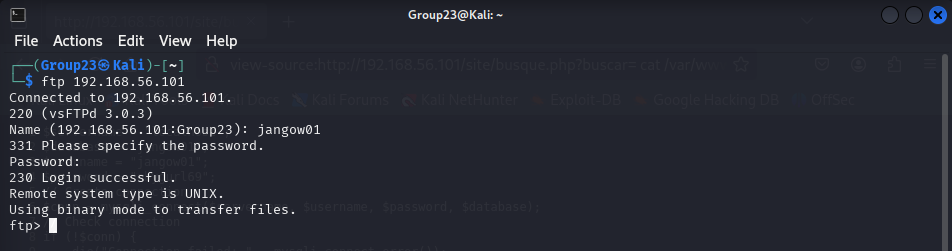 Group23@Kali: ~
File Actions Edit View Help
┌──(Group23㉿Kali)-[~]
└─$ ftp 192.168.56.101
Connected to 192.168.56.101.
220 (vsFTPd 3.0.3)
Name (192.168.56.101:Group23): jangow01
331 Please specify the password.
Password:
230 Login successful.
Remote system type is UNIX.
Using binary mode to transfer files.
ftp>